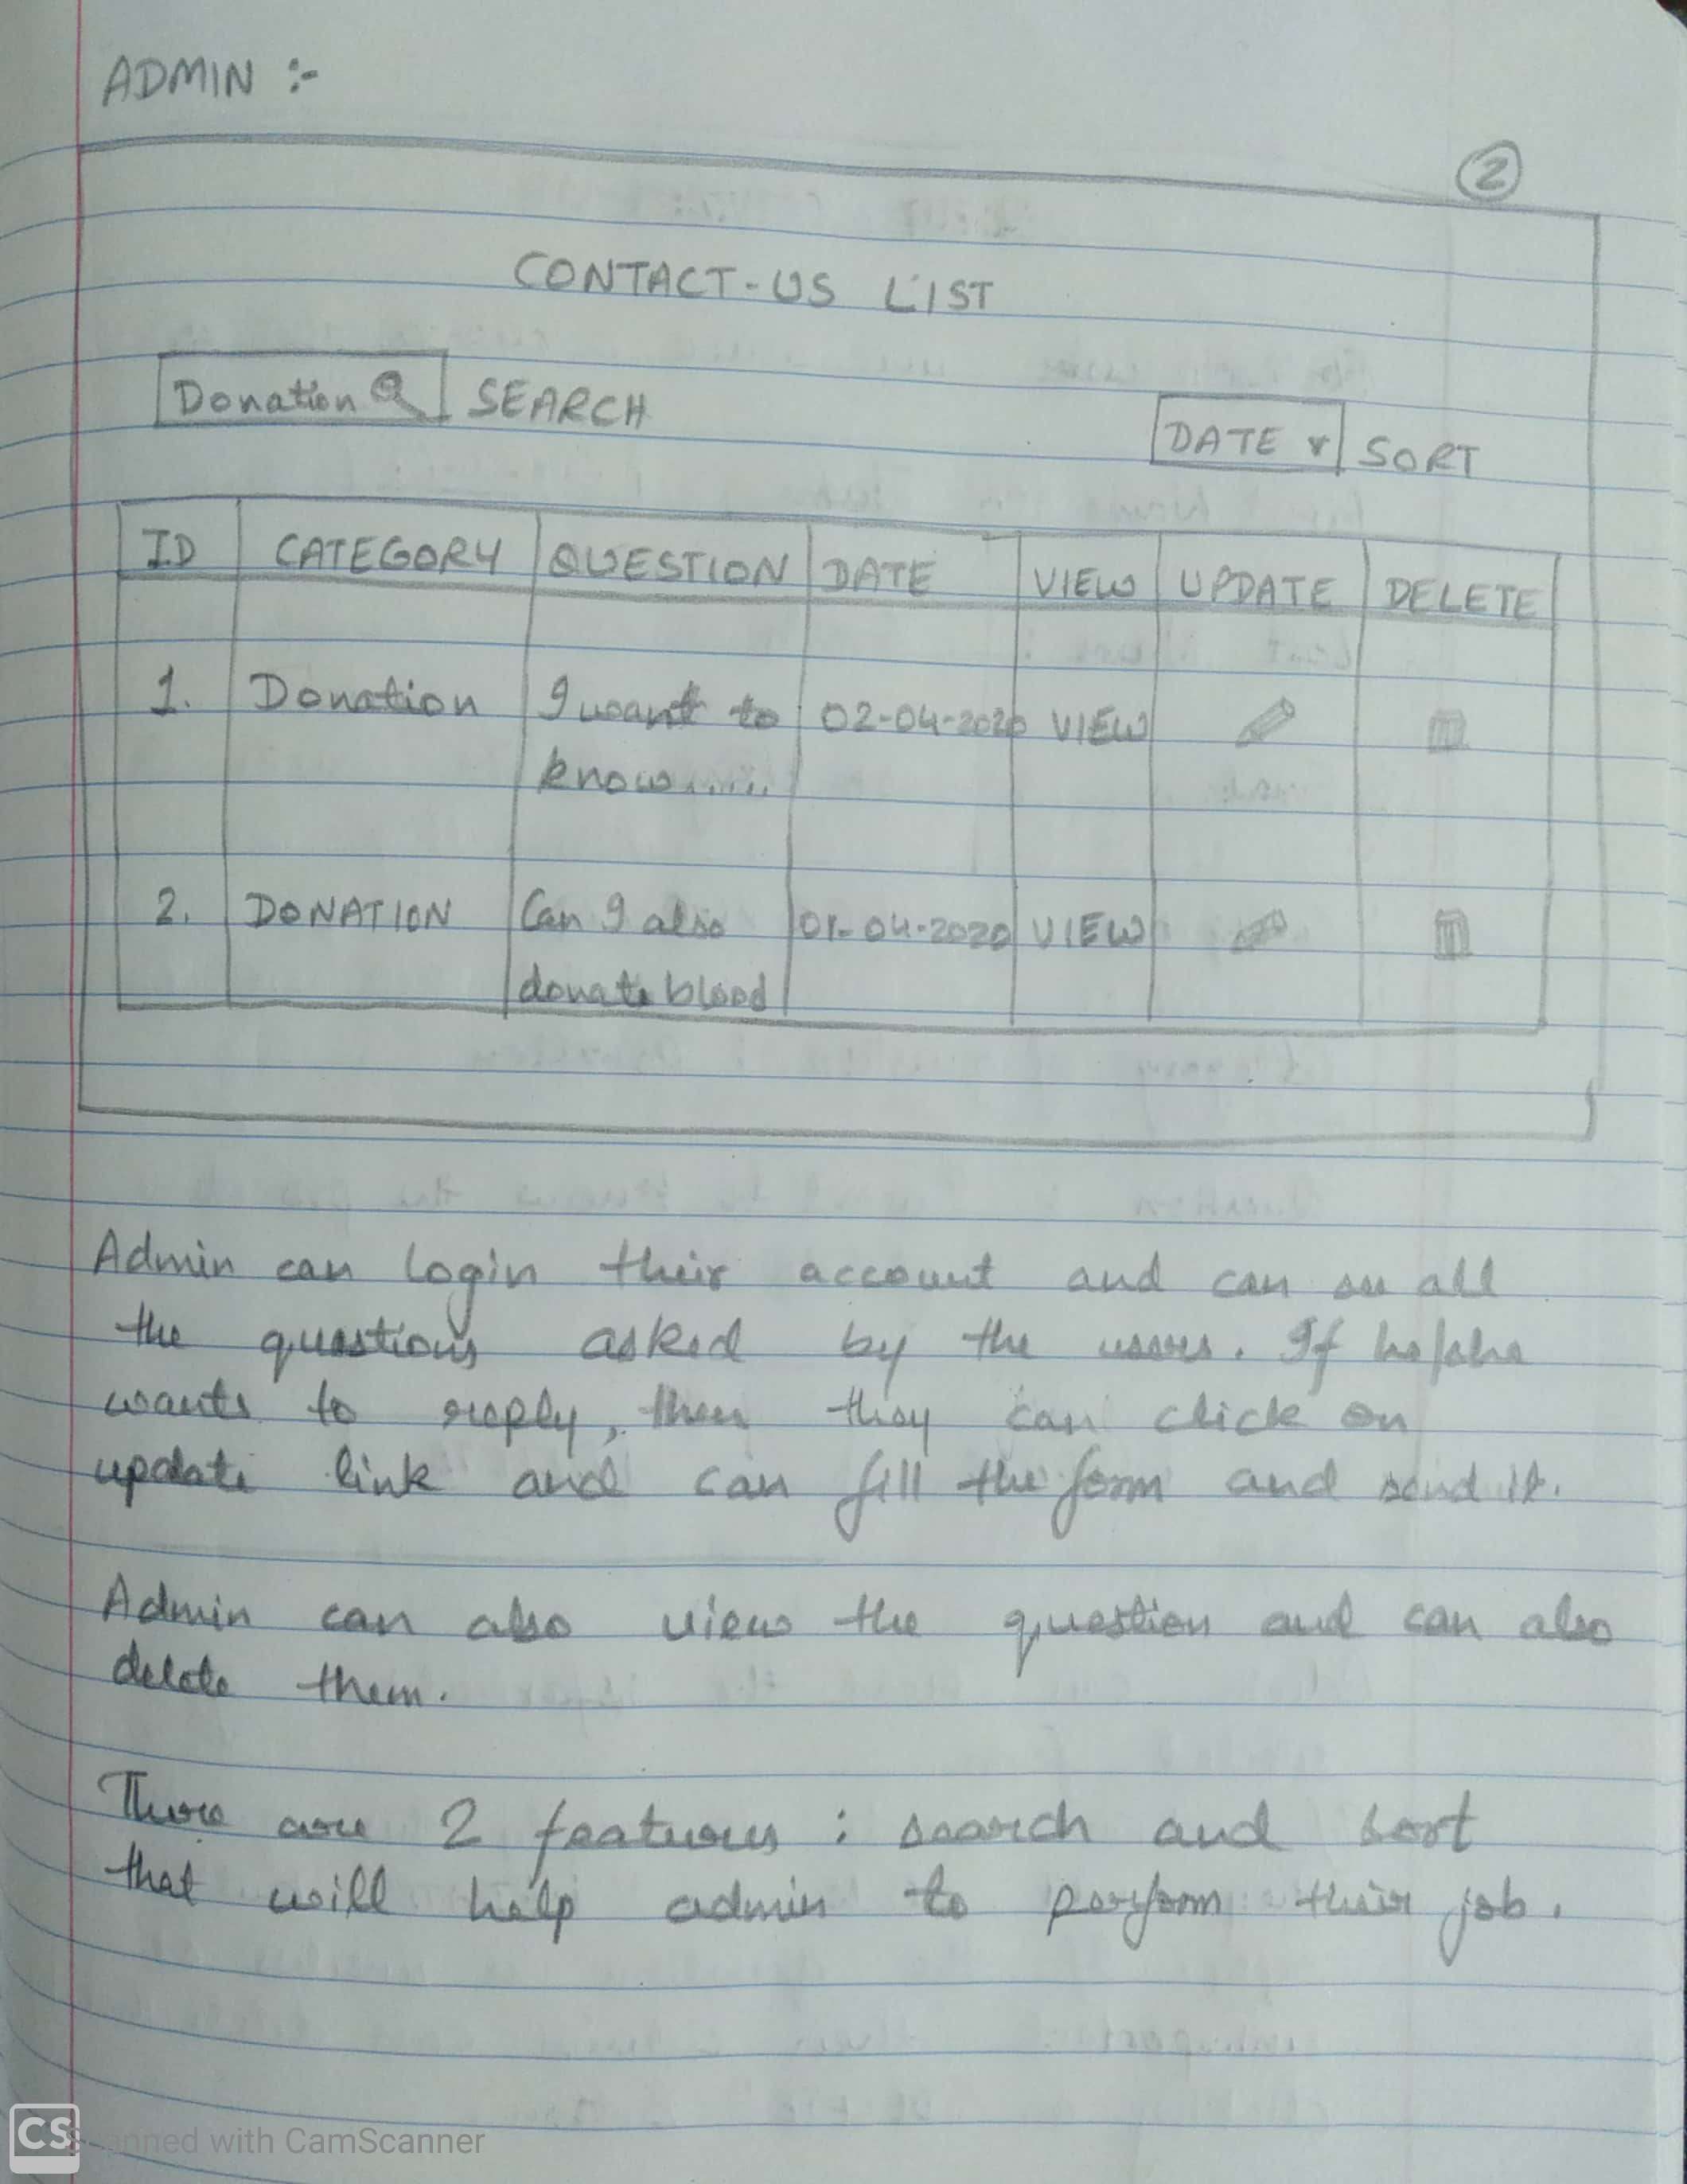 ADMIN :-
2
CONTACT-US LIST
Donation SEARCH
DATE SORT
ID CATEGORY QUESTION DATE VIEW UPDATE DELETE
1. Donation I want to 02-04-2020 VIEW
know......
2. DONATION Can I also 01-04-2020 VIEW
donate blood
Admin can login their account and can see all
the questions asked by the users. If he/she
wants to reply, then they can click on
update link and can fill the form and send it.
Admin can also view the question and can also
delete them.
There are 2 features : search and sort
that will help admin to perform their job.
CS
Scanned with CamScanner